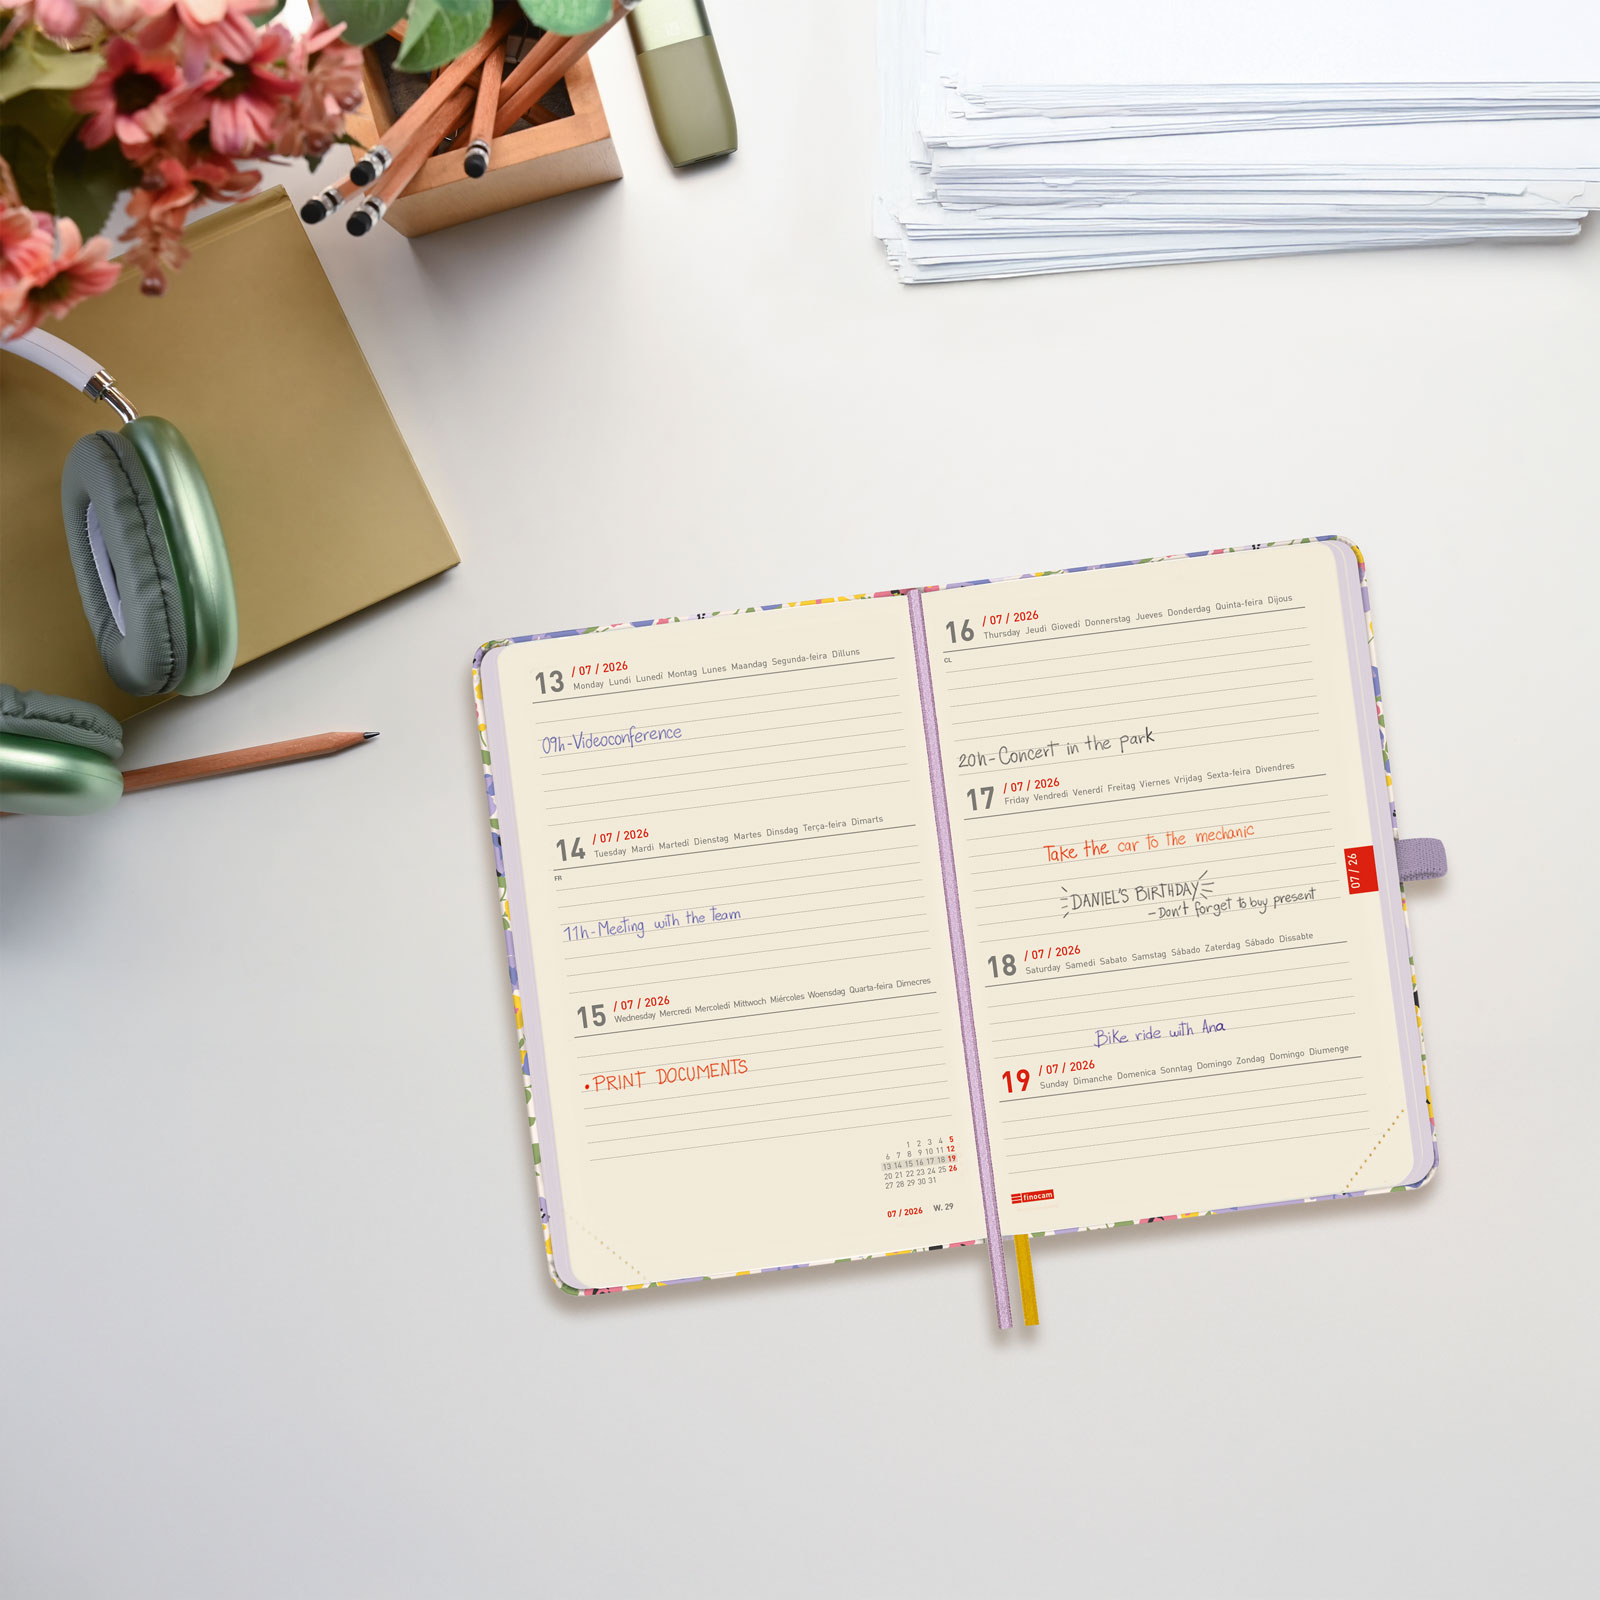 13 / 07 / 2026
Monday Lundi Lunedì Montag Lunes Maandag Segunda-feira Dilluns
09h-Videoconference
14 / 07 / 2026
Tuesday Mardi Martedì Dienstag Martes Dinsdag Terça-feira Dimarts
FR
11h-Meeting with the team
15 / 07 / 2026
Wednesday Mercredi Mercoledì Mittwoch Miércoles Woensdag Quarta-feira Dimecres
• PRINT DOCUMENTS
1 2 3 4 5
6 7 8 9 10 11 12
13 14 15 16 17 18 19
20 21 22 23 24 25 26
27 28 29 30 31
07 / 2026 W. 29
16 / 07 / 2026
Thursday Jeudi Giovedì Donnerstag Jueves Donderdag Quinta-feira Dijous
CL
20h-Concert in the park
17 / 07 / 2026
Friday Vendredi Venerdì Freitag Viernes Vrijdag Sexta-feira Divendres
Take the car to the mechanic
DANIEL'S BIRTHDAY
-Don't forget to buy present
07 / 26
18 / 07 / 2026
Saturday Samedi Sabato Samstag Sábado Zaterdag Sábado Dissabte
Bike ride with Ana
19 / 07 / 2026
Sunday Dimanche Domenica Sonntag Domingo Zondag Domingo Diumenge
finocam